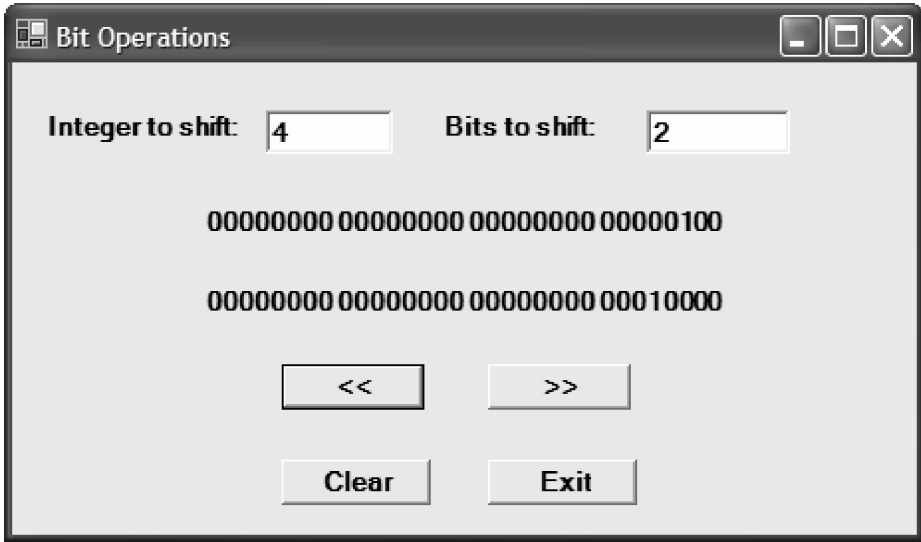 Bit Operations
Integer to shift: 4 Bits to shift: 2
00000000 00000000 00000000 00000100
00000000 00000000 00000000 00010000
<< >>
Clear Exit